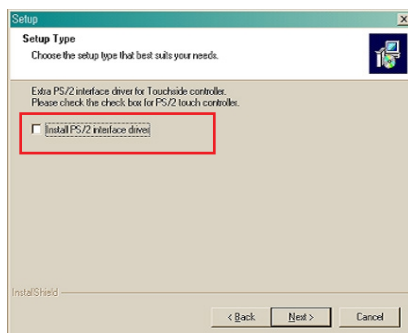 Setup
Setup Type
Choose the setup type that best suits your needs.
Extra PS/2 interface driver for Touchside controller.
Please check the check box for PS/2 touch controller.
Install PS/2 interface driver
InstallShield
< Back
Next >
Cancel